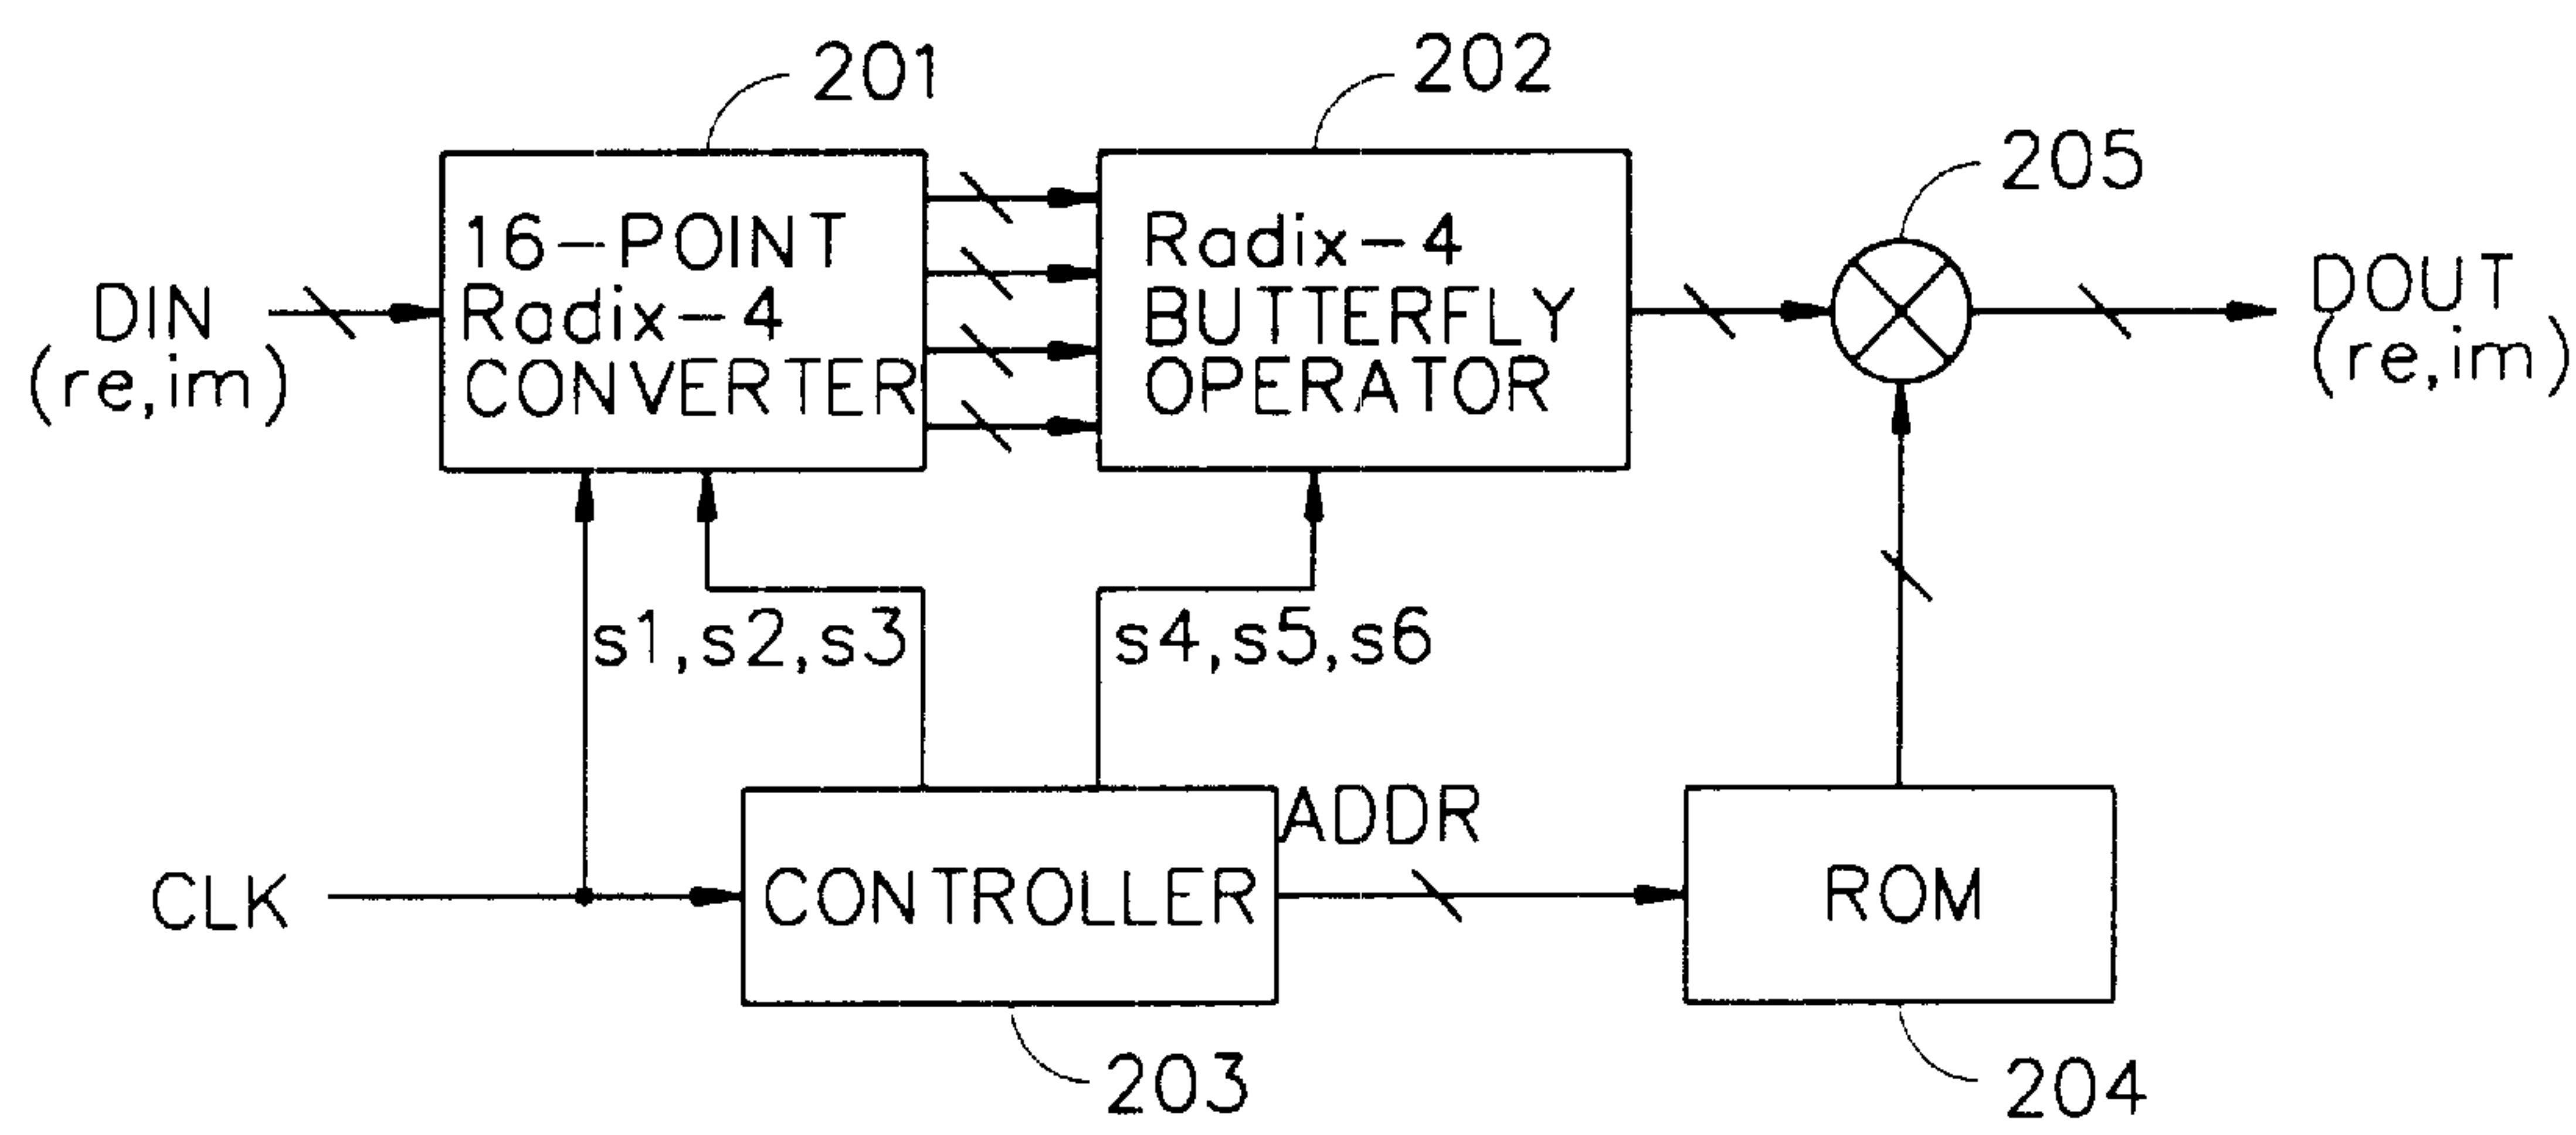 201
202
205
16-POINT
Radix-4
CONVERTER
Radix-4
BUTTERFLY
OPERATOR
DIN
(re,im)
DOUT
(re,im)
s1,s2,s3
s4,s5,s6
CLK
CONTROLLER
ADDR
ROM
203
204